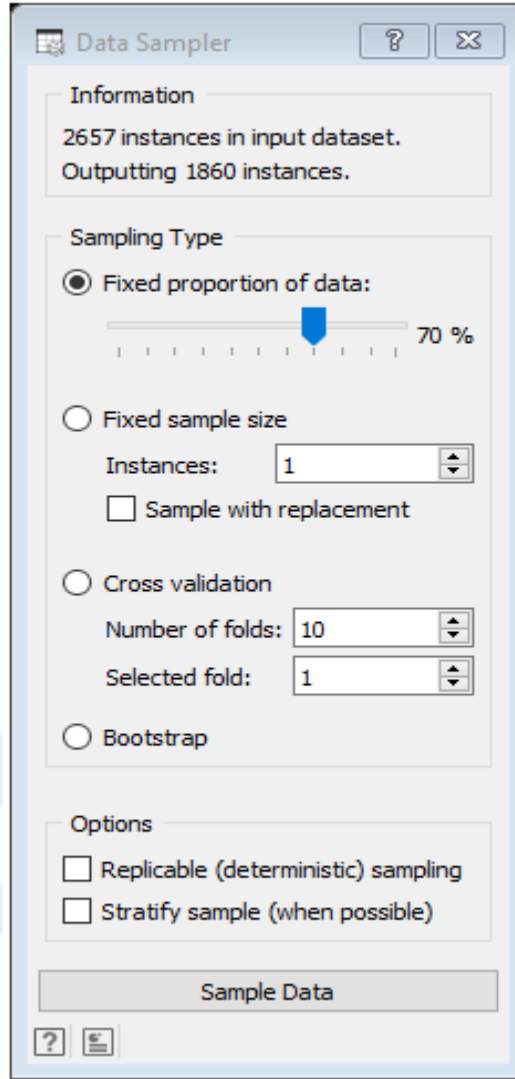 Data Sampler
Information
2657 instances in input dataset.
Outputting 1860 instances.
Sampling Type
Fixed proportion of data:
70 %
Fixed sample size
Instances: 1
Sample with replacement
Cross validation
Number of folds: 10
Selected fold: 1
Bootstrap
Options
Replicable (deterministic) sampling
Stratify sample (when possible)
Sample Data